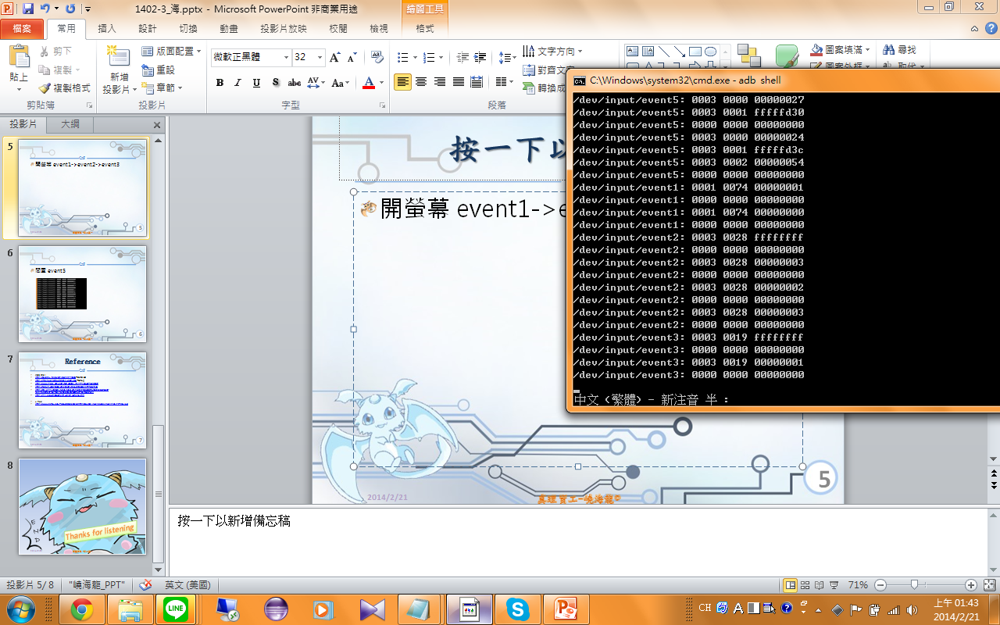 1402-3_海.pptx - Microsoft PowerPoint 非商業用途
繪圖工具
檔案
常用
插入
設計
切換
動畫
投影片放映
校閱
檢視
格式
貼上
剪下
複製
複製格式
剪貼簿
新增
投影片
版面配置
重設
章節
投影片
微軟正黑體
32
字型
文字方向
對齊文
轉換成
段落
圖案填滿
圖案外框
尋找
取代
投影片
大綱
5
開螢幕 event1->event2->event3
5
6
event5
6
7
Reference
7
8
END
Thanks for listening
按一下以
開螢幕 event1->e
2014/2/21
真理資工-曉海龍©
5
C:\Windows\system32\cmd.exe - adb shell
/dev/input/event5: 0003 0000 00000027
/dev/input/event5: 0003 0001 fffffd30
/dev/input/event5: 0000 0000 00000000
/dev/input/event5: 0003 0000 00000024
/dev/input/event5: 0003 0001 fffffd3c
/dev/input/event5: 0003 0002 00000054
/dev/input/event5: 0000 0000 00000000
/dev/input/event1: 0001 0074 00000001
/dev/input/event1: 0000 0000 00000000
/dev/input/event1: 0001 0074 00000000
/dev/input/event1: 0000 0000 00000000
/dev/input/event2: 0003 0028 ffffffff
/dev/input/event2: 0000 0000 00000000
/dev/input/event2: 0003 0028 00000003
/dev/input/event2: 0000 0000 00000000
/dev/input/event2: 0003 0028 00000002
/dev/input/event2: 0000 0000 00000000
/dev/input/event2: 0003 0028 00000003
/dev/input/event2: 0000 0000 00000000
/dev/input/event3: 0003 0019 ffffffff
/dev/input/event3: 0000 0000 00000000
/dev/input/event3: 0003 0019 00000001
/dev/input/event3: 0000 0000 00000000
中文 (繁體) - 新注音 半 :
按一下以新增備忘稿
投影片 5/8
"曉海龍_PPT"
英文 (美國)
71%
LINE
CH
上午 01:43
2014/2/21